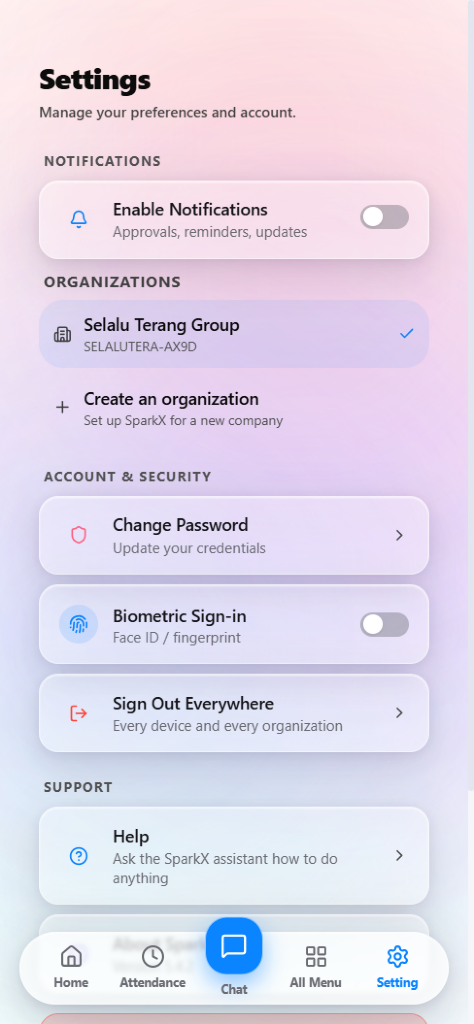 Settings
Manage your preferences and account.
NOTIFICATIONS
Enable Notifications
Approvals, reminders, updates
ORGANIZATIONS
Selalu Terang Group
SELALUTERA-AX9D
Create an organization
Set up SparkX for a new company
ACCOUNT & SECURITY
Change Password
Update your credentials
Biometric Sign-in
Face ID / fingerprint
Sign Out Everywhere
Every device and every organization
SUPPORT
Help
Ask the SparkX assistant how to do
anything
Home
Attendance
Chat
All Menu
Setting